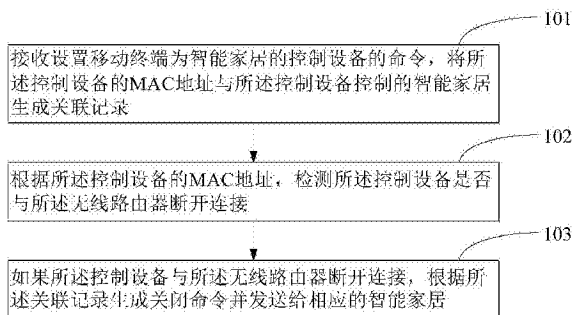 101
接收设置移动终端为智能家居的控制设备的命令，将所
述控制设备的MAC地址与所述控制设备控制的智能家居
生成关联记录
102
根据所述控制设备的MAC地址，检测所述控制设备是否
与所述无线路由器断开连接
103
如果所述控制设备与所述无线路由器断开连接，根据所
述关联记录生成关闭命令并发送给相应的智能家居